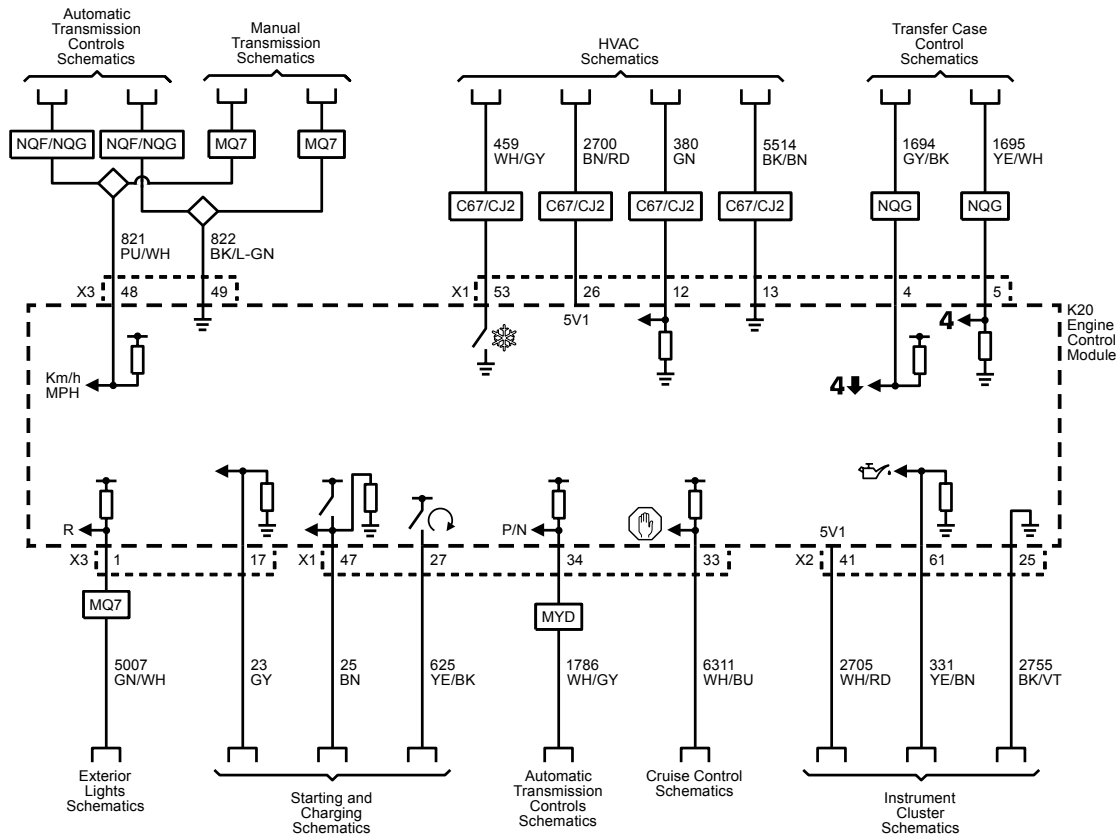 Automatic
Transmission
Controls
Schematics
Manual
Transmission
Schematics
HVAC
Schematics
Transfer Case
Control
Schematics
NQF/NQG
NQF/NQG
MQ7
MQ7
459
WH/GY
2700
BN/RD
380
GN
5514
BK/BN
1694
GY/BK
1695
YE/WH
C67/CJ2
C67/CJ2
C67/CJ2
C67/CJ2
NQG
NQG
821
PU/WH
822
BK/L-GN
X3 48 49
X1 53 26 12 13 4 5
5V1
K20
Engine
Control
Module
4
Km/h
MPH
4
R
P/N
5V1
X3 1 17
X1 47 27 34 33
X2 41 61 25
MQ7
MYD
5007
GN/WH
23
GY
25
BN
625
YE/BK
1786
WH/GY
6311
WH/BU
2705
WH/RD
331
YE/BN
2755
BK/VT
Exterior
Lights
Schematics
Starting and
Charging
Schematics
Automatic
Transmission
Controls
Schematics
Cruise Control
Schematics
Instrument
Cluster
Schematics